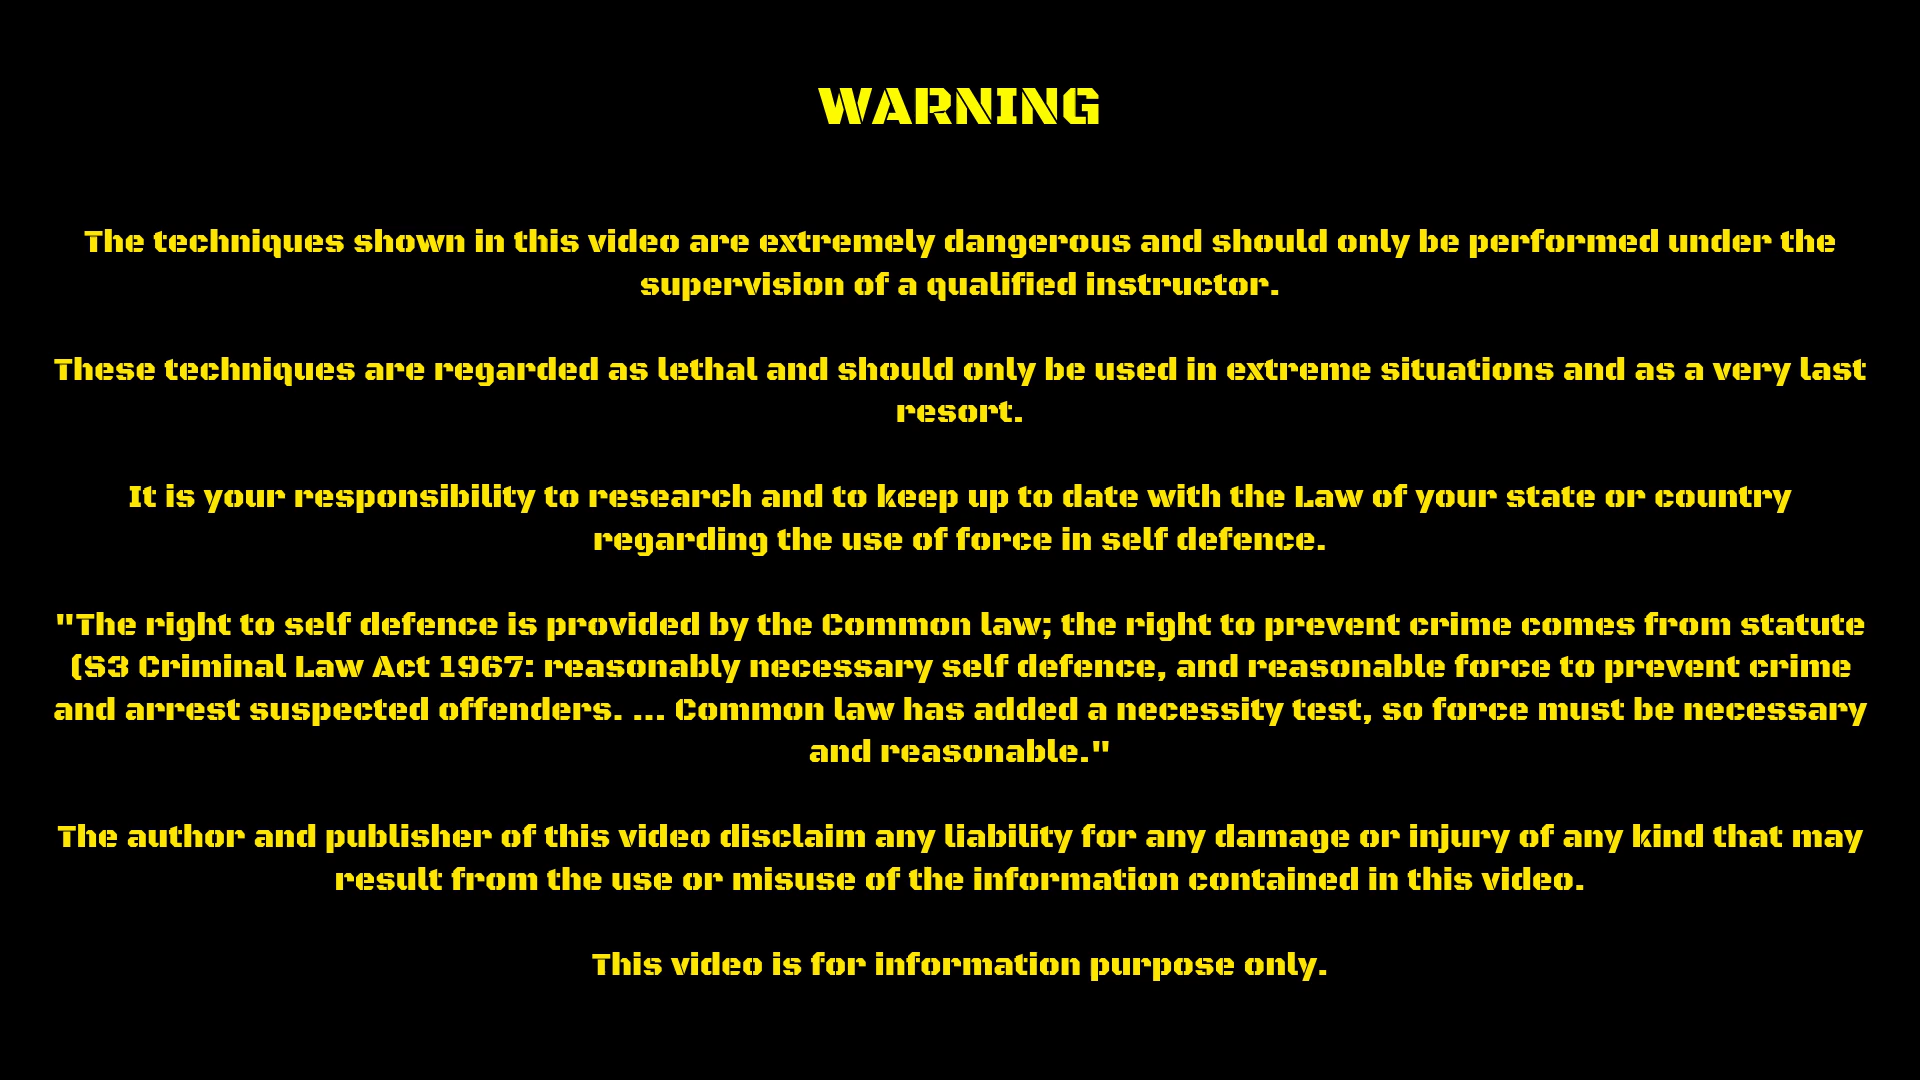 WARNING
The techniques shown in this video are extremely dangerous and should only be performed under the
supervision of a qualified instructor.
These techniques are regarded as lethal and should only be used in extreme situations and as a very last
resort.
It is your responsibility to research and to keep up to date with the Law of your state or country
regarding the use of force in self defence.
"The right to self defence is provided by the Common law; the right to prevent crime comes from statute
(S3 Criminal Law Act 1967: reasonably necessary self defence, and reasonable force to prevent crime
and arrest suspected offenders. ... Common law has added a necessity test, so force must be necessary
and reasonable."
The author and publisher of this video disclaim any liability for any damage or injury of any kind that may
result from the use or misuse of the information contained in this video.
This video is for information purpose only.